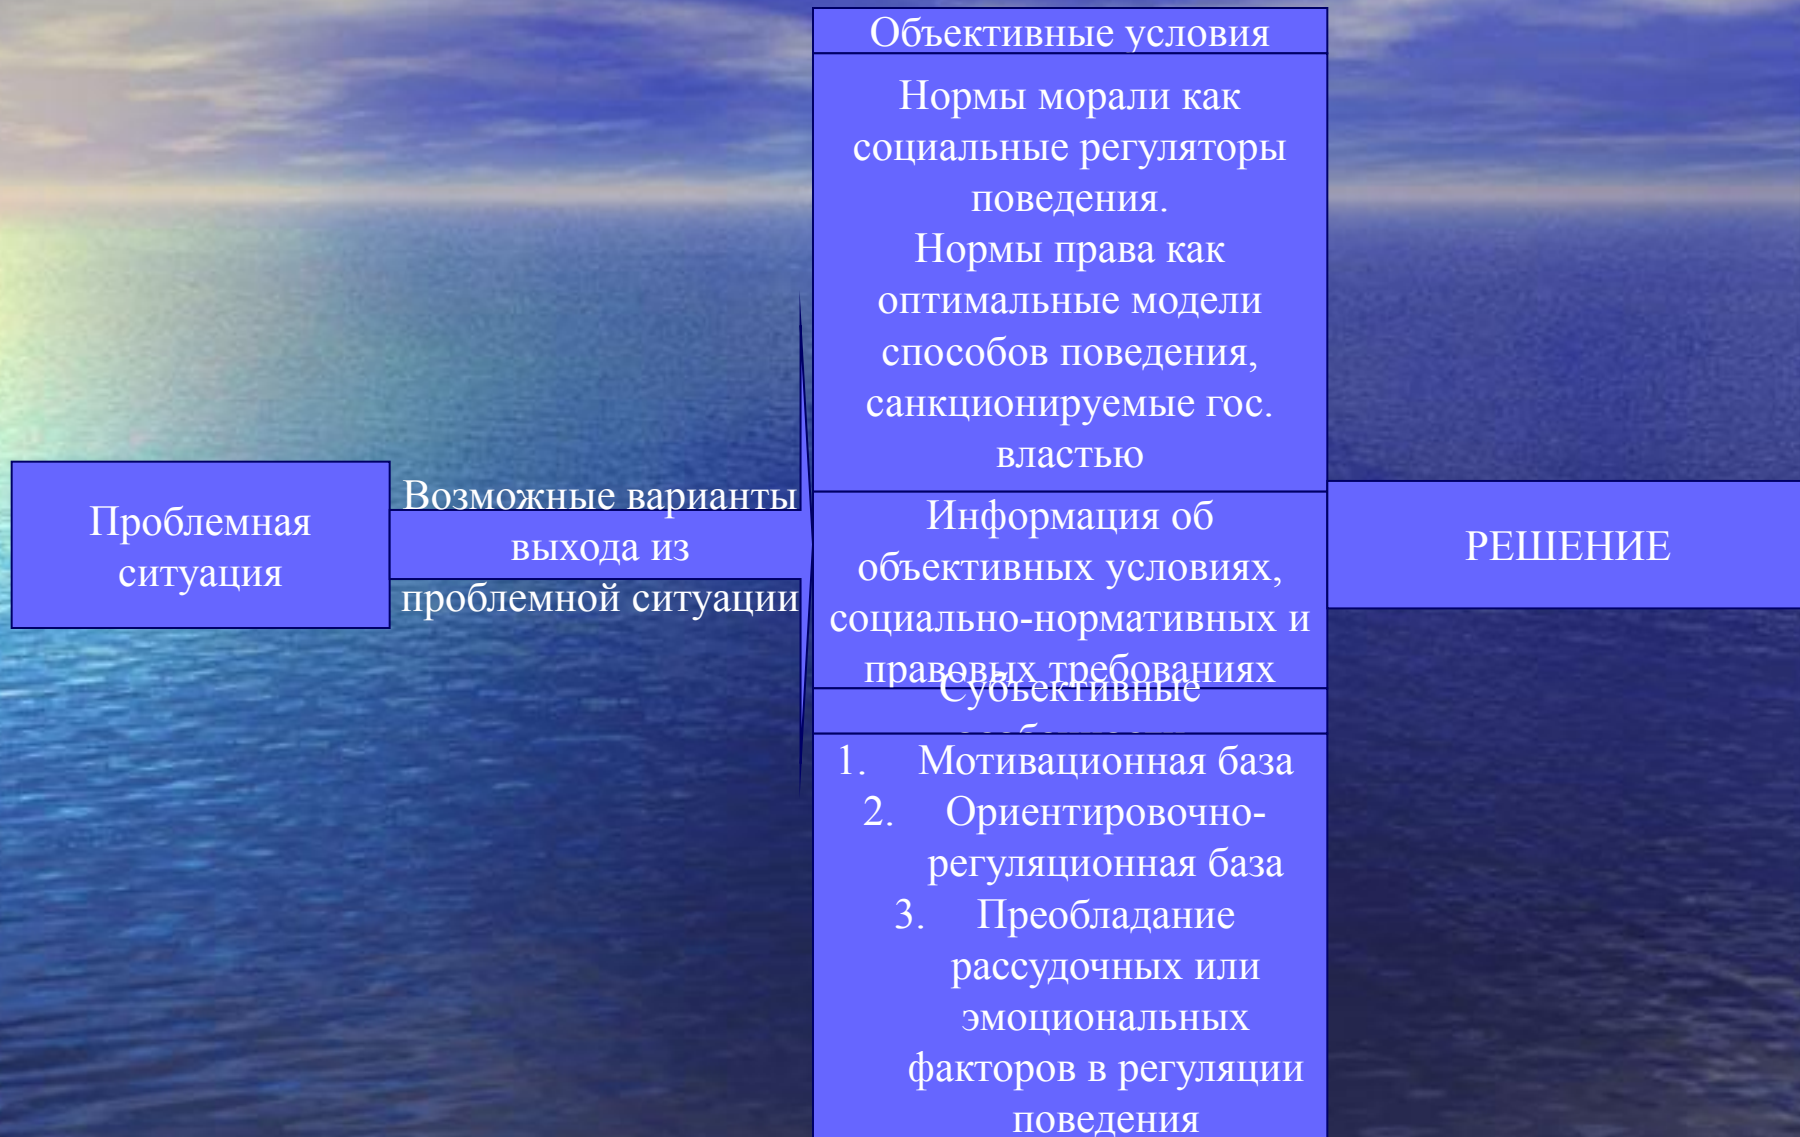 Объективные условия
Нормы морали как
социальные регуляторы
поведения.
Нормы права как
оптимальные модели
способов поведения,
санкционируемые гос.
властью
Проблемная
ситуация
Возможные варианты
выхода из
проблемной ситуации
Информация об
объективных условиях,
социально-нормативных и
правовых требованиях
РЕШЕНИЕ
Субъективные
1. Мотивационная база
2. Ориентировочно-
регуляционная база
3. Преобладание
рассудочных или
эмоциональных
факторов в регуляции
поведения